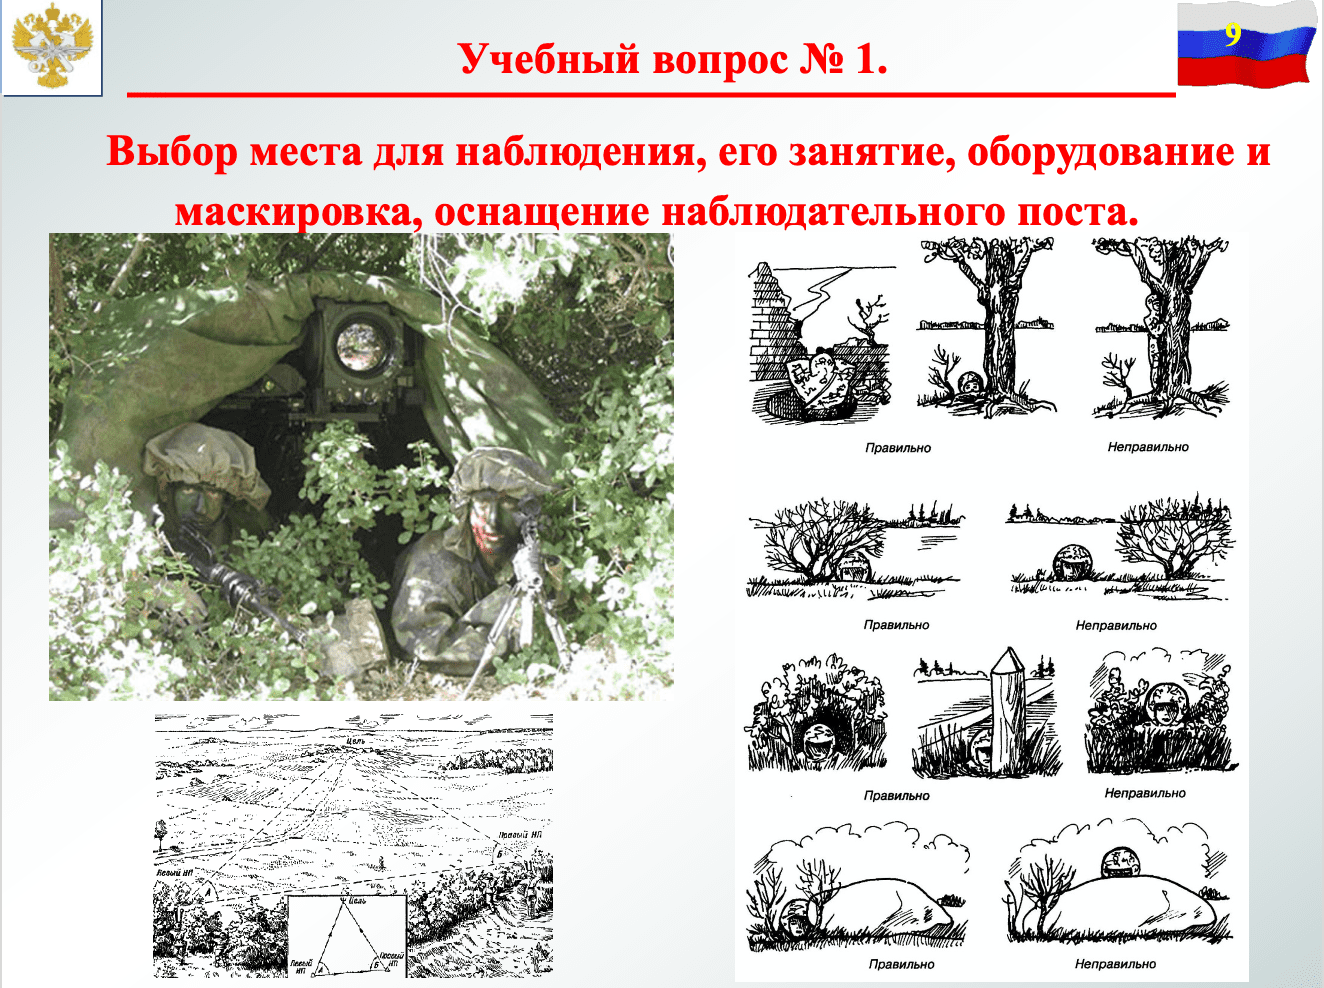 9
Учебный вопрос № 1.
Выбор места для наблюдения, его занятие, оборудование и
маскировка, оснащение наблюдательного поста.
Правильно
Неправильно
Правильно
Неправильно
Правильно
Неправильно
Правильно
Неправильно
Цель
Правый НП
Б
Левый НП
А
Цель
Левый НП
А
Б
Правый НП